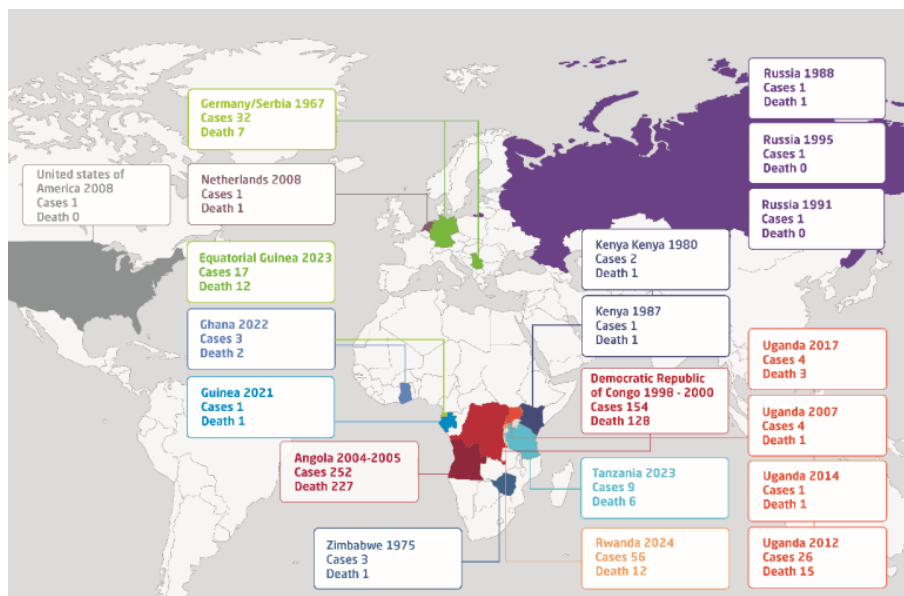 Germany/Serbia 1967
Cases 32
Death 7
United states of
America 2008
Cases 1
Death 0
Netherlands 2008
Cases 1
Death 1
Equatorial Guinea 2023
Cases 17
Death 12
Ghana 2022
Cases 3
Death 2
Guinea 2021
Cases 1
Death 1
Angola 2004-2005
Cases 252
Death 227
Zimbabwe 1975
Cases 3
Death 1
Russia 1988
Cases 1
Death 1
Russia 1995
Cases 1
Death 0
Russia 1991
Cases 1
Death 0
Kenya Kenya 1980
Cases 2
Death 1
Kenya 1987
Cases 1
Death 1
Democratic Republic
of Congo 1998 - 2000
Cases 154
Death 128
Tanzania 2023
Cases 9
Death 6
Rwanda 2024
Cases 56
Death 12
Uganda 2017
Cases 4
Death 3
Uganda 2007
Cases 4
Death 1
Uganda 2014
Cases 1
Death 1
Uganda 2012
Cases 26
Death 15